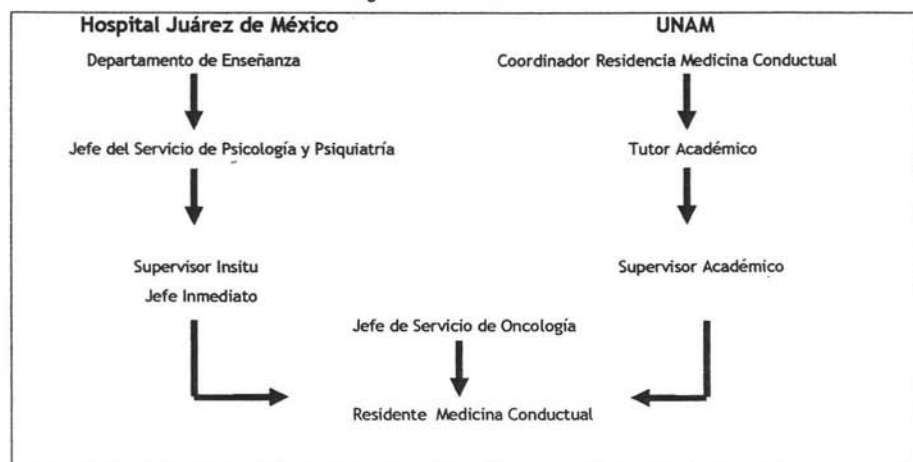 Hospital Juárez de México
UNAM
Departamento de Enseñanza
Coordinador Residencia Medicina Conductual
Jefe del Servicio de Psicología y Psiquiatría
Tutor Académico
Supervisor Insitu
Supervisor Académico
Jefe Inmediato
Jefe de Servicio de Oncología
Residente Medicina Conductual